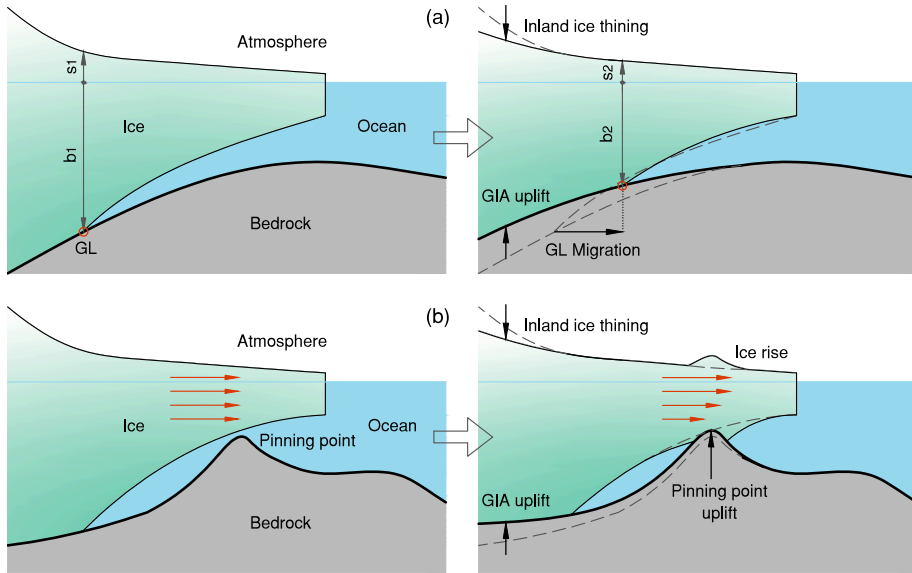 (a)
Atmosphere
s1
Ice
b1
Ocean
GL
Bedrock
Inland ice thining
s2
b2
GIA uplift
GL Migration
(b)
Atmosphere
Ice
Pinning point
Ocean
Bedrock
Inland ice thining
Ice rise
GIA uplift
Pinning point
uplift